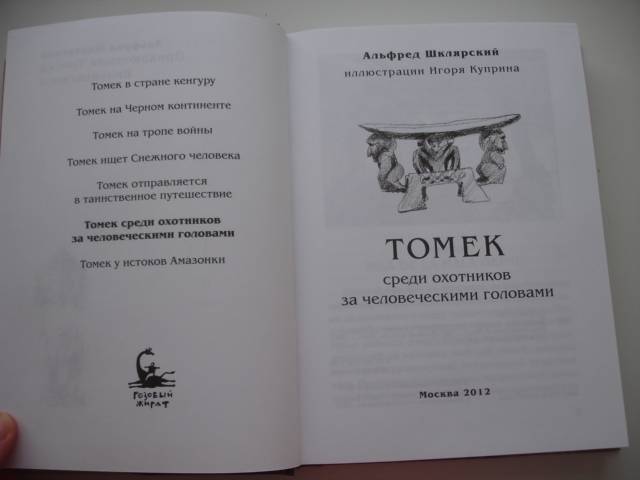 Томек в стране кенгуру
Томек на Черном континенте
Томек на тропе войны
Томек ищет Снежного человека
Томек отправляется
в таинственное путешествие
Томек среди охотников
за человеческими головами
Томек у истоков Амазонки
РОЗОВЫЙ
ЖИРАФ
Альфред Шклярский
иллюстрации Игоря Куприна
ТОМЕК
среди охотников
за человеческими головами
Москва 2012